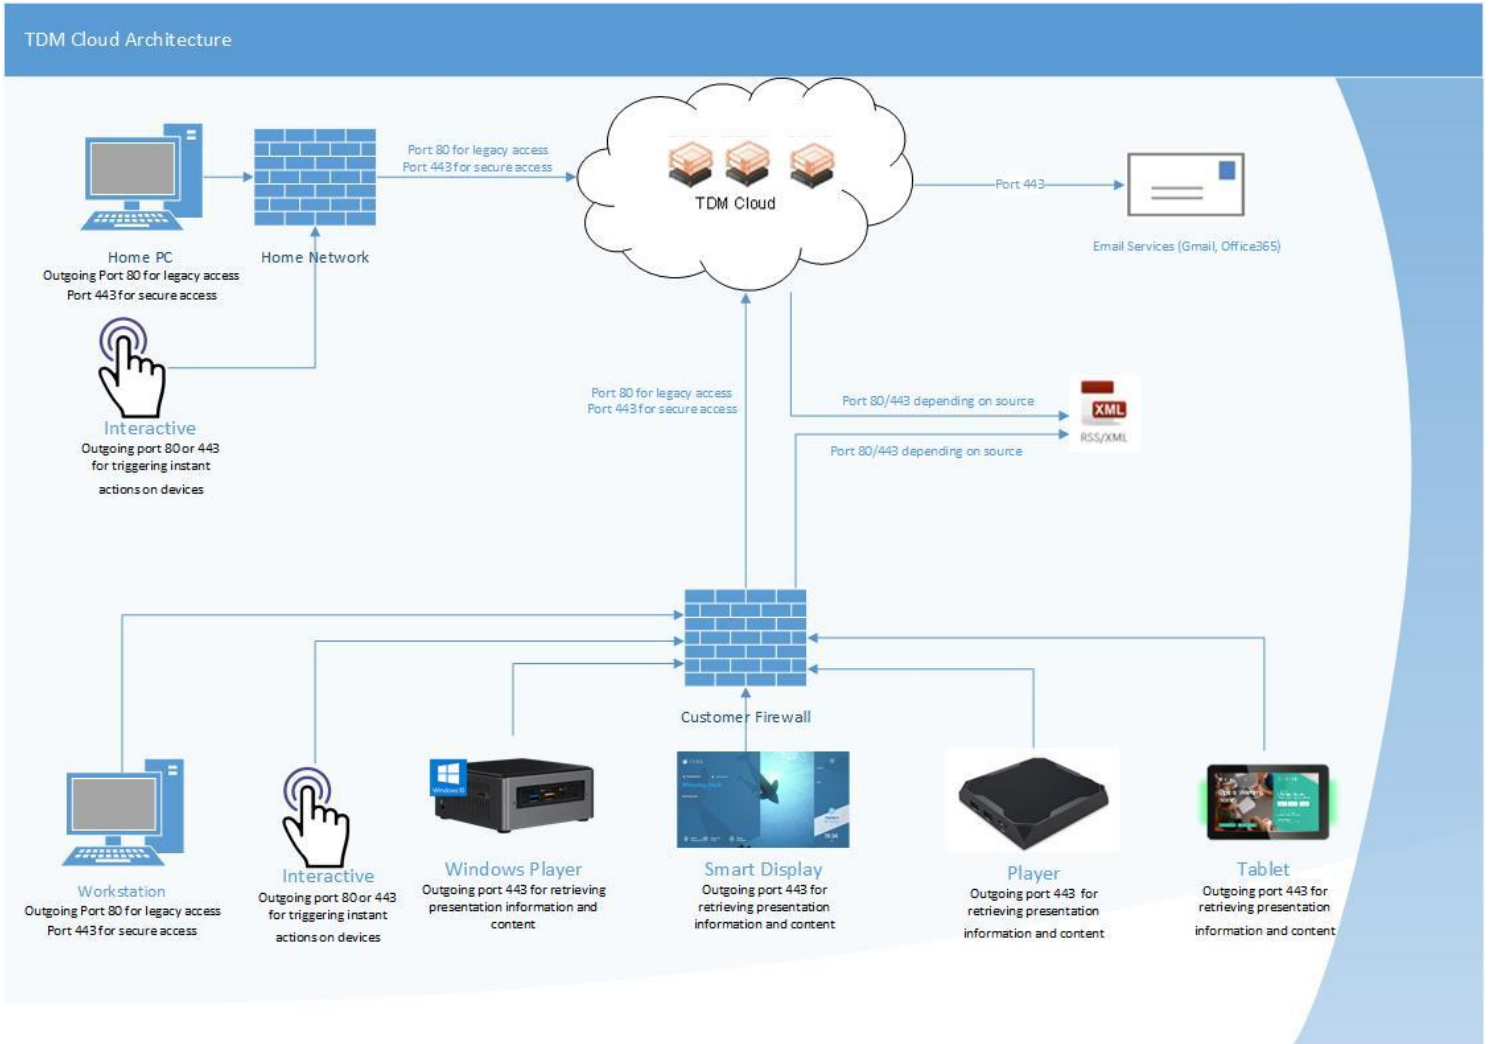 TDM Cloud Architecture
Port 80 for legacy access
Port 443 for secure access
TDM Cloud
Port 443
Email Services (Gmail, Office365)
Home PC
Outgoing Port 80 for legacy access
Port 443 for secure access
Home Network
Interactive
Outgoing port 80 or 443
for triggering instant
actions on devices
Port 80 for legacy access
Port 443 for secure access
Port 80/443 depending on source
XML
RSS/XML
Port 80/443 depending on source
Customer Firewall
Windows 10
Workstation
Outgoing Port 80 for legacy access
Port 443 for secure access
Interactive
Outgoing port 80 or 443
for triggering instant
actions on devices
Windows Player
Outgoing port 443 for retrieving
presentation information and
content
Smart Display
Outgoing port 443 for
retrieving presentation
information and content
Player
Outgoing port 443 for
retrieving presentation
information and content
Tablet
Outgoing port 443 for
retrieving presentation
information and content